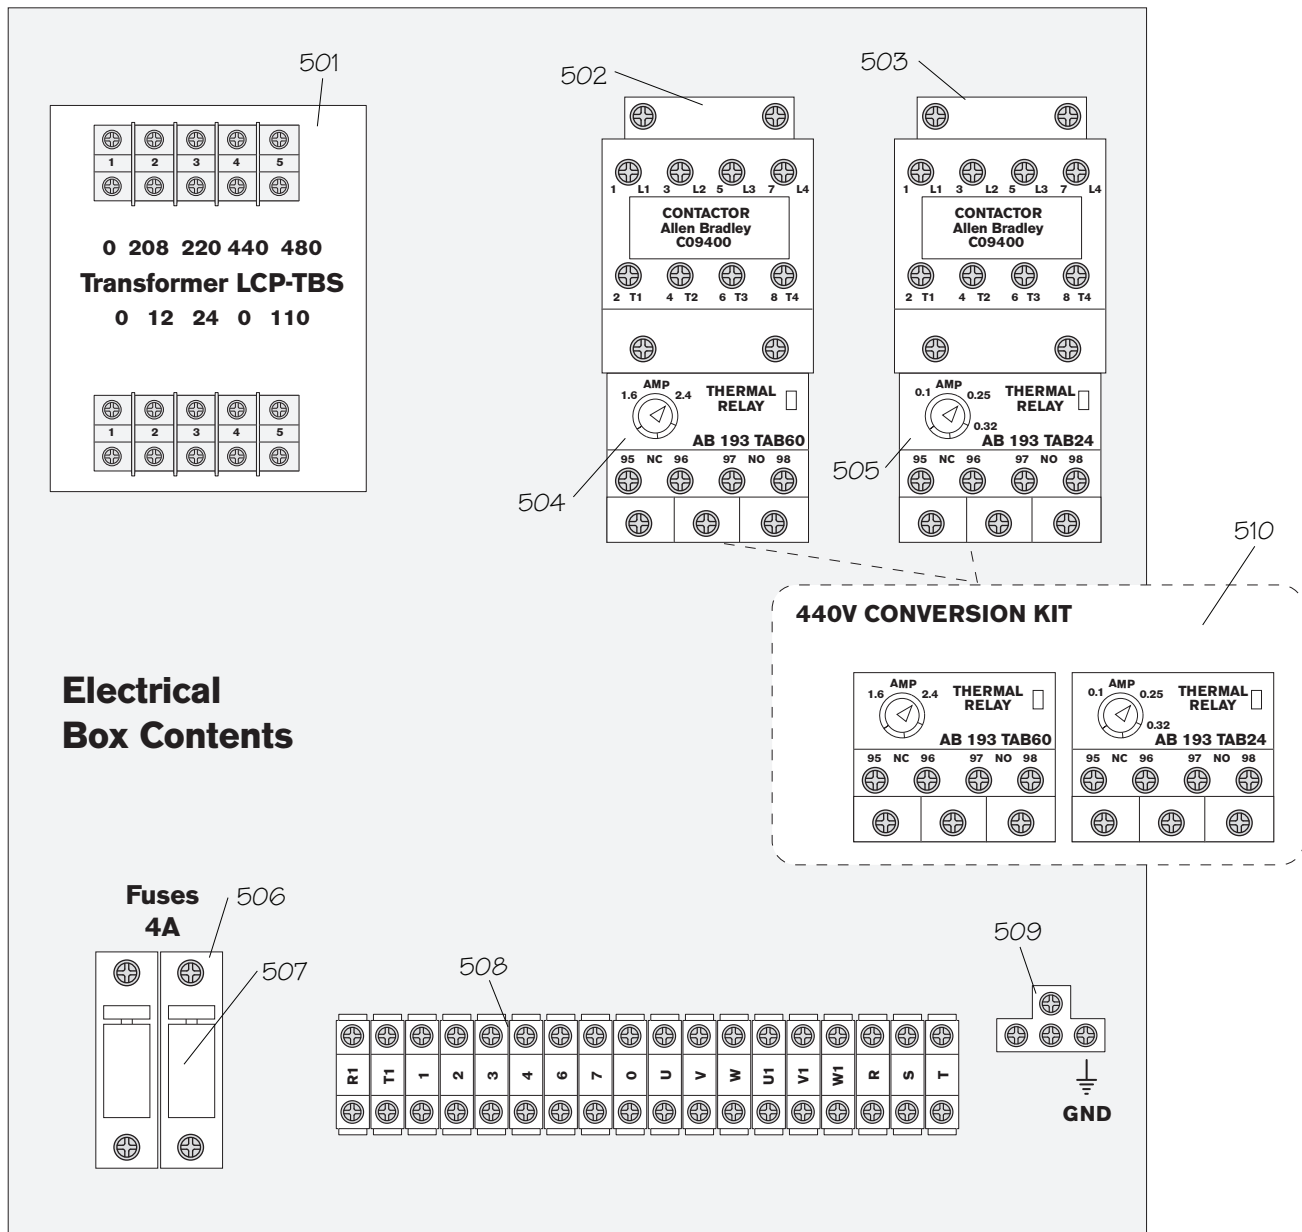 501
502
503
1 2 3 4 5
0 208 220 440 480
Transformer LCP-TBS
0 12 24 0 110
1 2 3 4 5
1 L1 3 L2 5 L3 7 L4
CONTACTOR
Allen Bradley
C09400
2 T1 4 T2 6 T3 8 T4
AMP
1.6 2.4
THERMAL
RELAY
AB 193 TAB60
95 NC 96 97 NO 98
504
1 L1 3 L2 5 L3 7 L4
CONTACTOR
Allen Bradley
C09400
2 T1 4 T2 6 T3 8 T4
AMP
0.1 0.25
0.32
THERMAL
RELAY
AB 193 TAB24
95 NC 96 97 NO 98
505
510
440V CONVERSION KIT
AMP
1.6 2.4
THERMAL
RELAY
AB 193 TAB60
95 NC 96 97 NO 98
AMP
0.1 0.25
0.32
THERMAL
RELAY
AB 193 TAB24
95 NC 96 97 NO 98
Electrical
Box Contents
Fuses
4A
506
507
508
R1 T1 1 2 3 4 6 7 0 U V W U1 V1 W1 R S T
509
GND